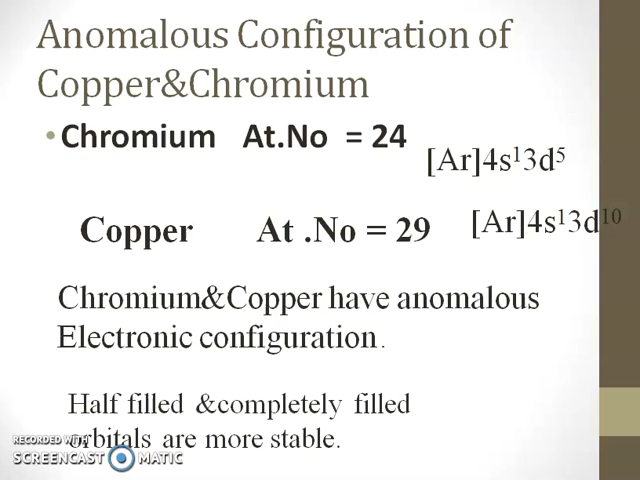 Anomalous Configuration of
Copper&Chromium
• Chromium At.No = 24 [Ar]4s¹3d⁵
Copper At .No = 29 [Ar]4s¹3d¹⁰
Chromium&Copper have anomalous
Electronic configuration.
Half filled &completely filled
orbitals are more stable.
RECORDED WITH
SCREENCAST MATIC